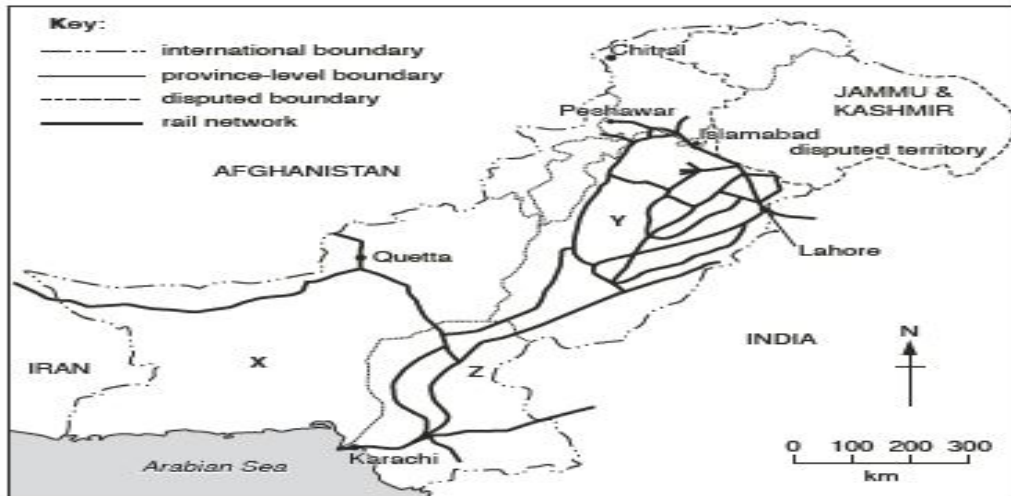 Key:
international boundary
province-level boundary
disputed boundary
rail network
Chitral
JAMMU &
KASHMIR
Peshawar
Islamabad
disputed territory
AFGHANISTAN
Y
Quetta
Lahore
INDIA
N
IRAN
X
Z
0 100 200 300
km
Karachi
Arabian Sea